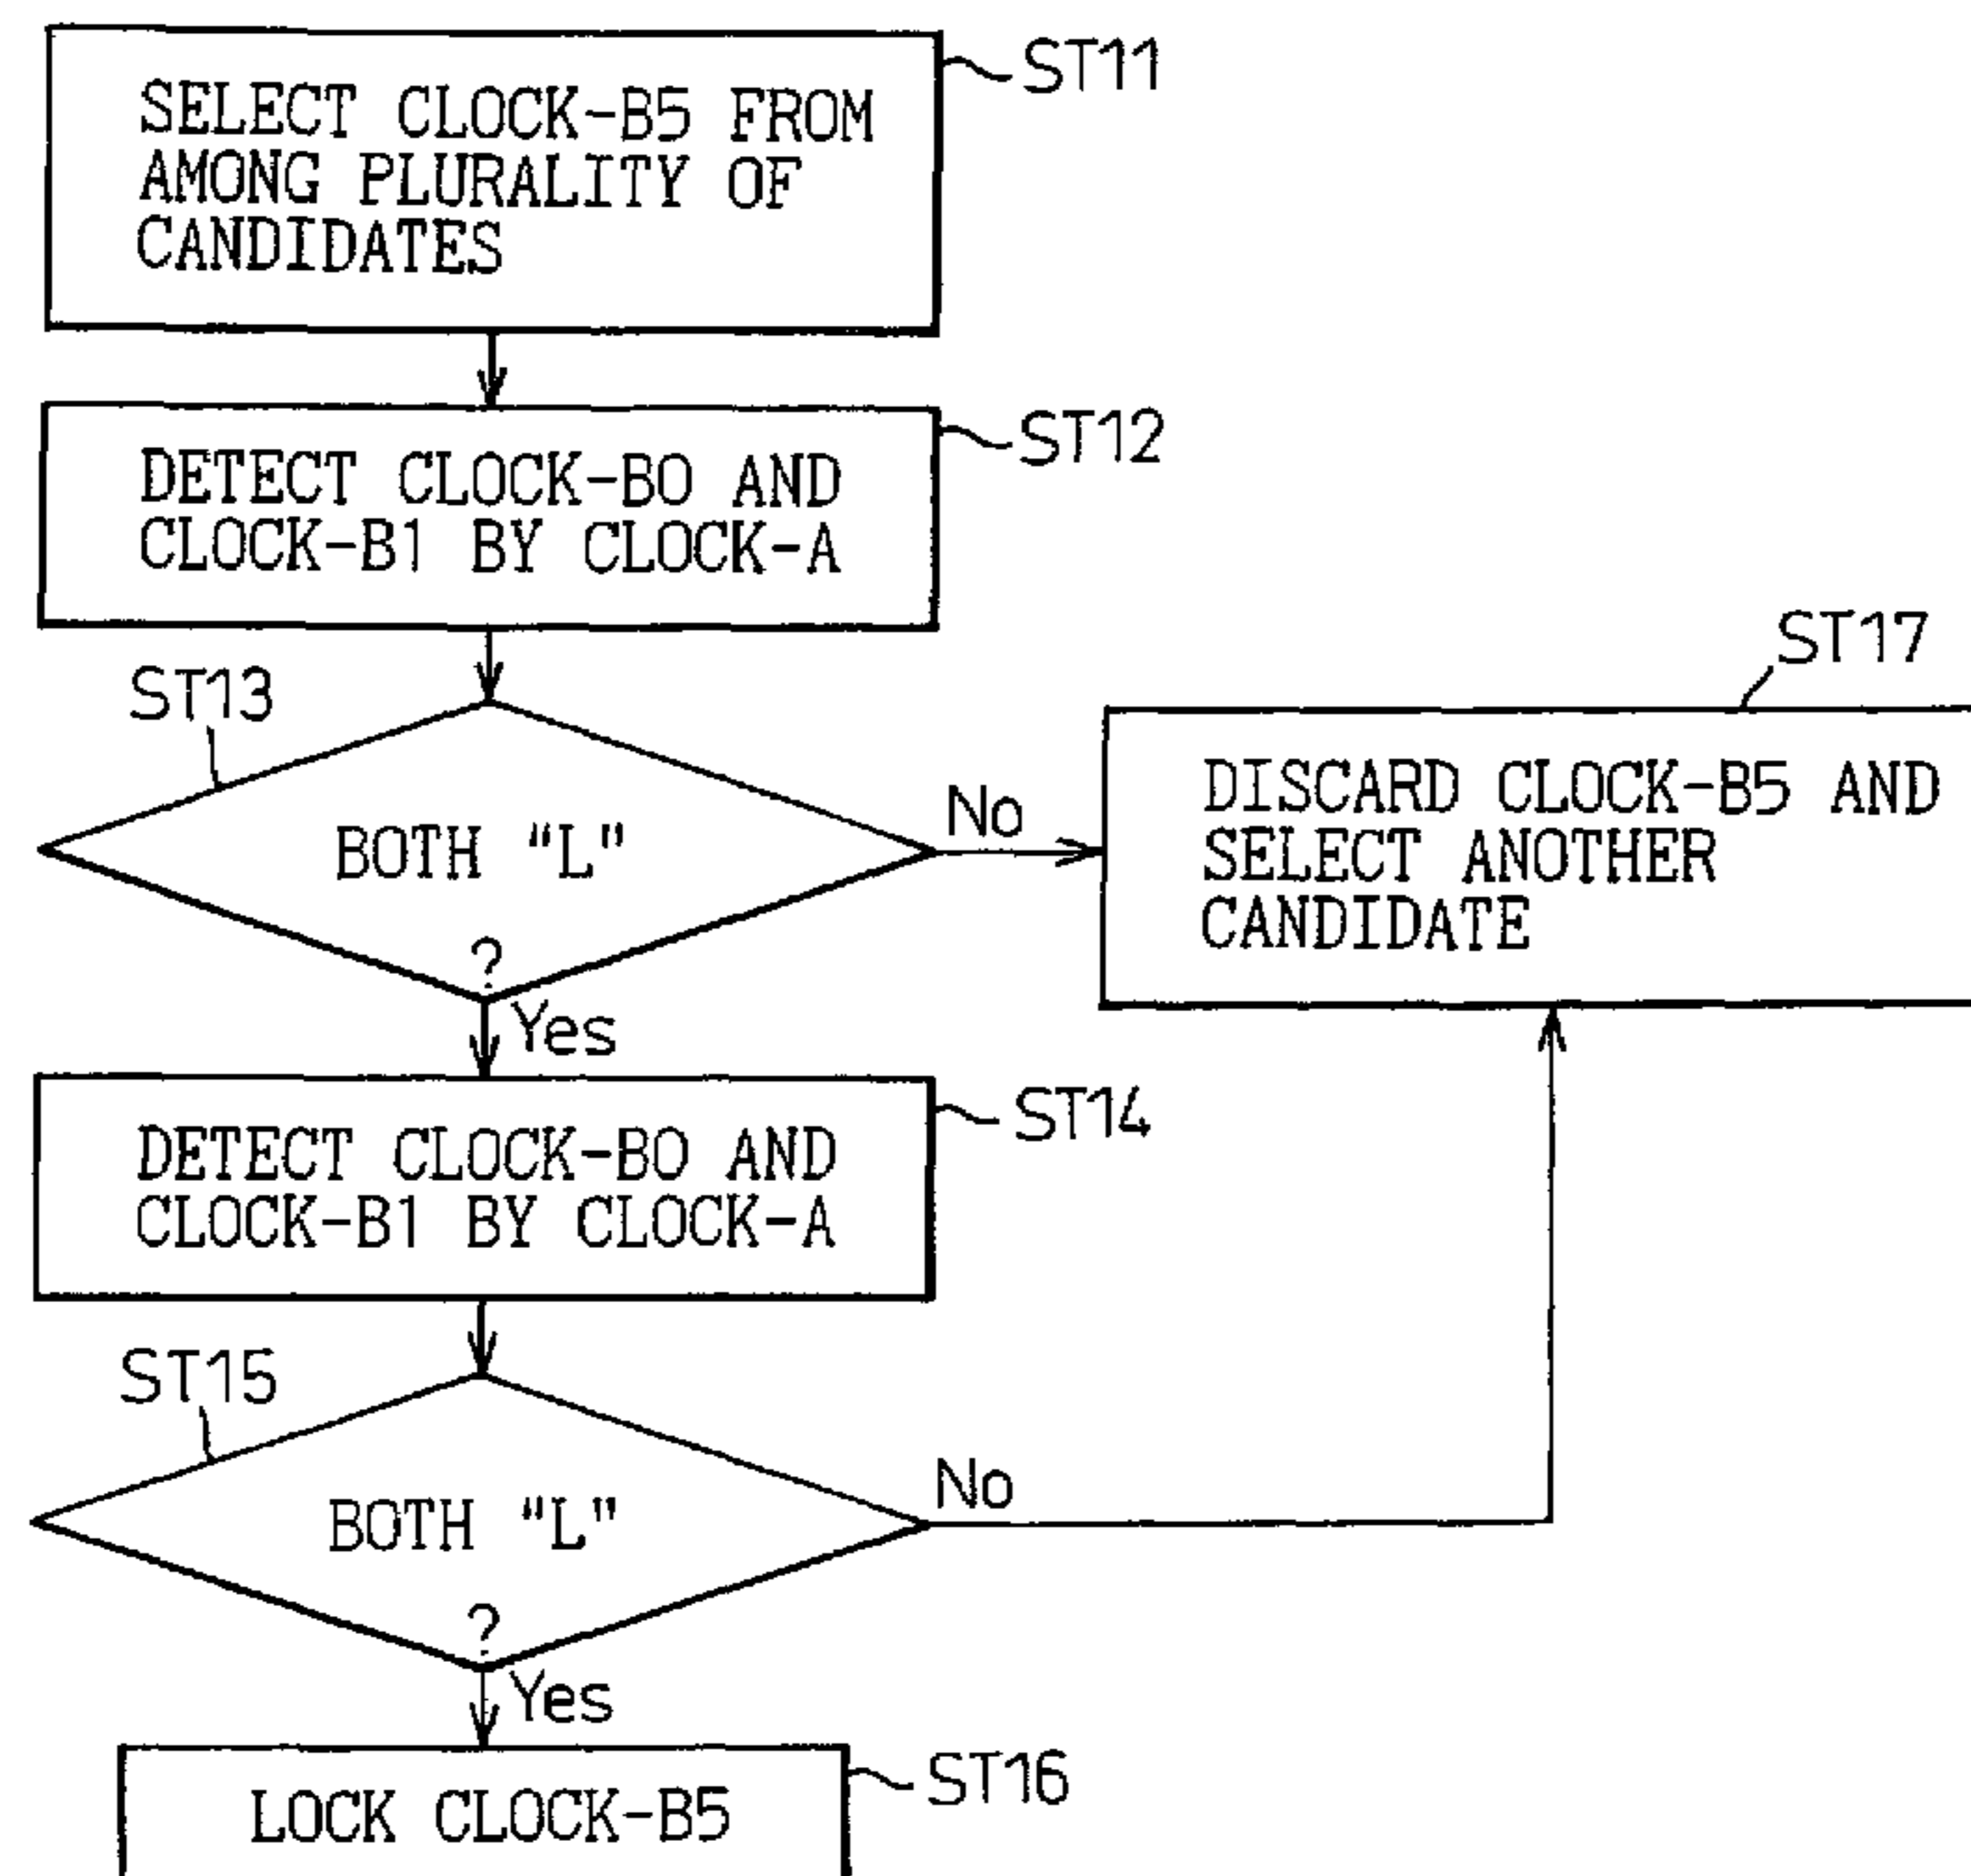 ST11
SELECT CLOCK-B5 FROM
AMONG PLURALITY OF
CANDIDATES
ST12
DETECT CLOCK-B0 AND
CLOCK-B1 BY CLOCK-A
ST13
BOTH "L"
?
No
Yes
ST17
DISCARD CLOCK-B5 AND
SELECT ANOTHER
CANDIDATE
ST14
DETECT CLOCK-B0 AND
CLOCK-B1 BY CLOCK-A
ST15
BOTH "L"
?
No
Yes
ST16
LOCK CLOCK-B5